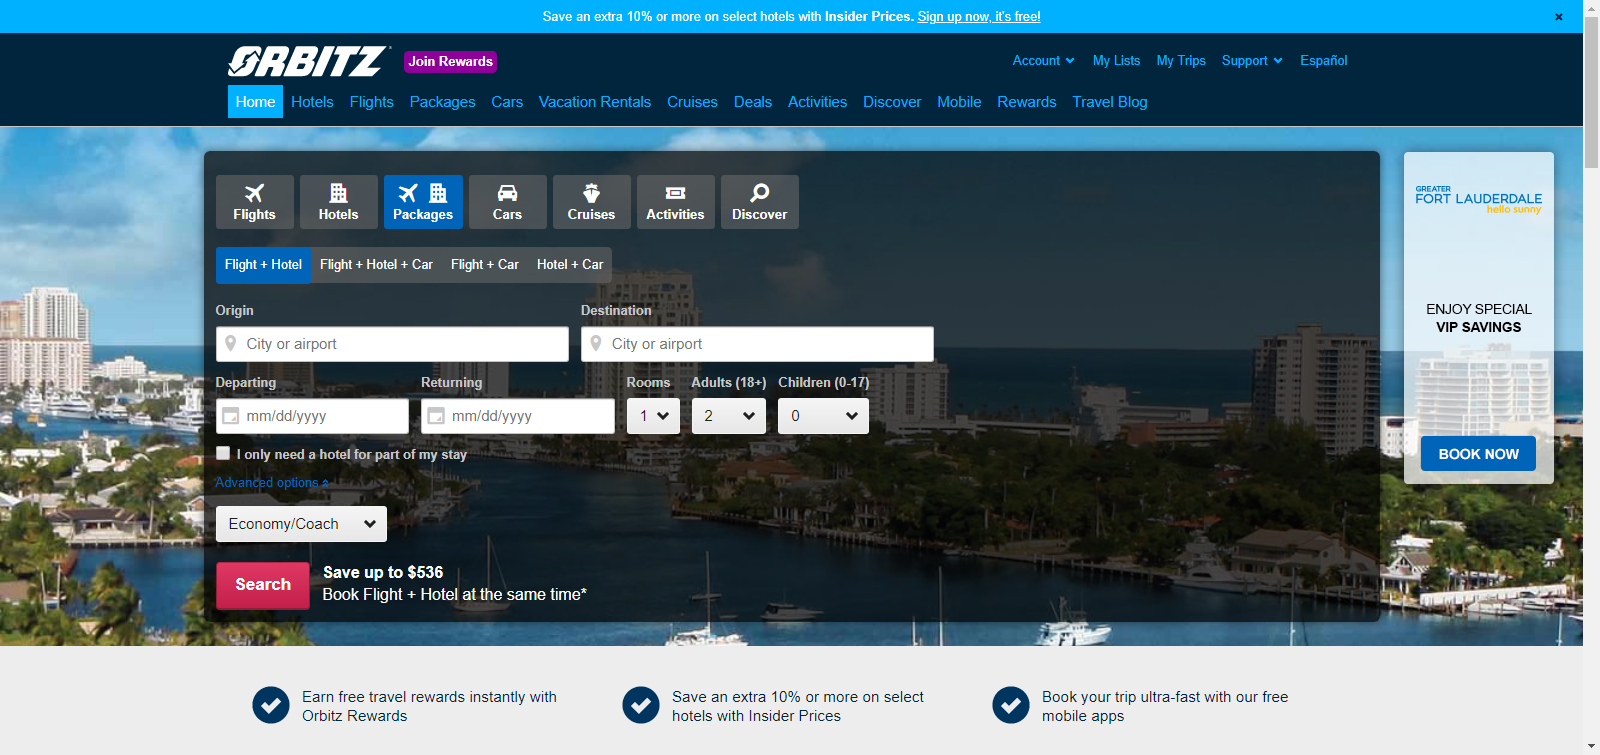 Save an extra 10% or more on select hotels with Insider Prices. Sign up now, it's free!
ORBITZ Join Rewards
Account My Lists My Trips Support Español
Home Hotels Flights Packages Cars Vacation Rentals Cruises Deals Activities Discover Mobile Rewards Travel Blog
Flights Hotels Packages Cars Cruises Activities Discover
Flight + Hotel Flight + Hotel + Car Flight + Car Hotel + Car
Origin Destination
City or airport City or airport
Departing Returning Rooms Adults (18+) Children (0-17)
mm/dd/yyyy mm/dd/yyyy 1 2 0
I only need a hotel for part of my stay
Advanced options
Economy/Coach
Search
Save up to $536
Book Flight + Hotel at the same time*
GREATER
FORT LAUDERDALE
hello sunny
ENJOY SPECIAL
VIP SAVINGS
BOOK NOW
Earn free travel rewards instantly with
Orbitz Rewards
Save an extra 10% or more on select
hotels with Insider Prices
Book your trip ultra-fast with our free
mobile apps